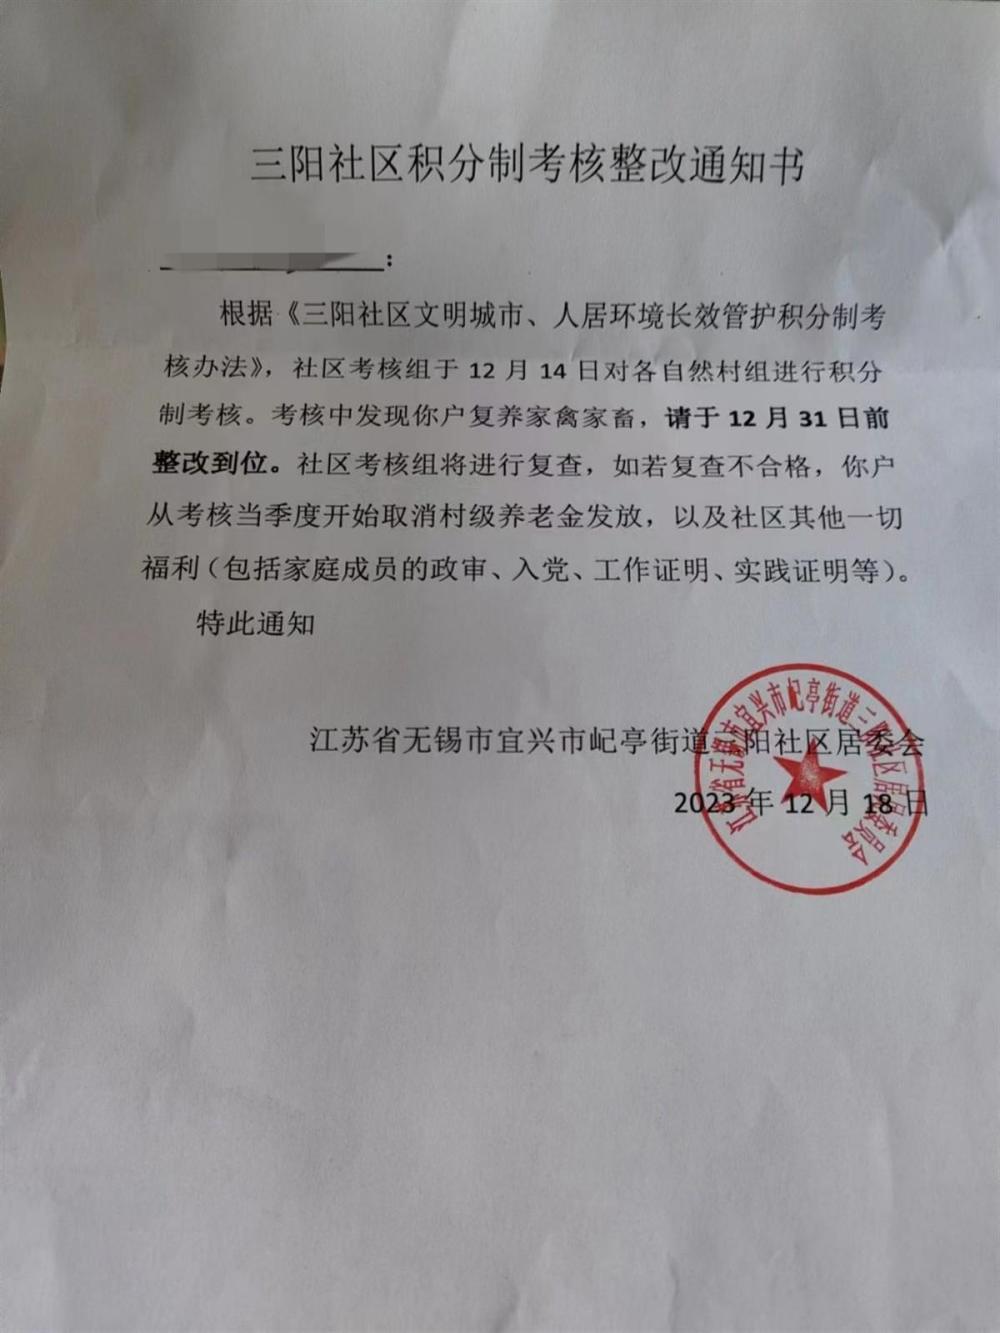 三阳社区积分制考核整改通知书
：
根据《三阳社区文明城市、人居环境长效管护积分制考
核办法》，社区考核组于 12 月 14 日对各自然村组进行积分
制考核。考核中发现你户复养家禽家畜，请于 12 月 31 日前
整改到位。社区考核组将进行复查，如若复查不合格，你户
从考核当季度开始取消村级养老金发放，以及社区其他一切
福利（包括家庭成员的政审、入党、工作证明、实践证明等）。
特此通知
江苏省无锡市宜兴市屺亭街道三阳社区居委会
2023 年 12 月 18 日
江苏省无锡市宜兴市屺亭街道三阳社区居民委员会